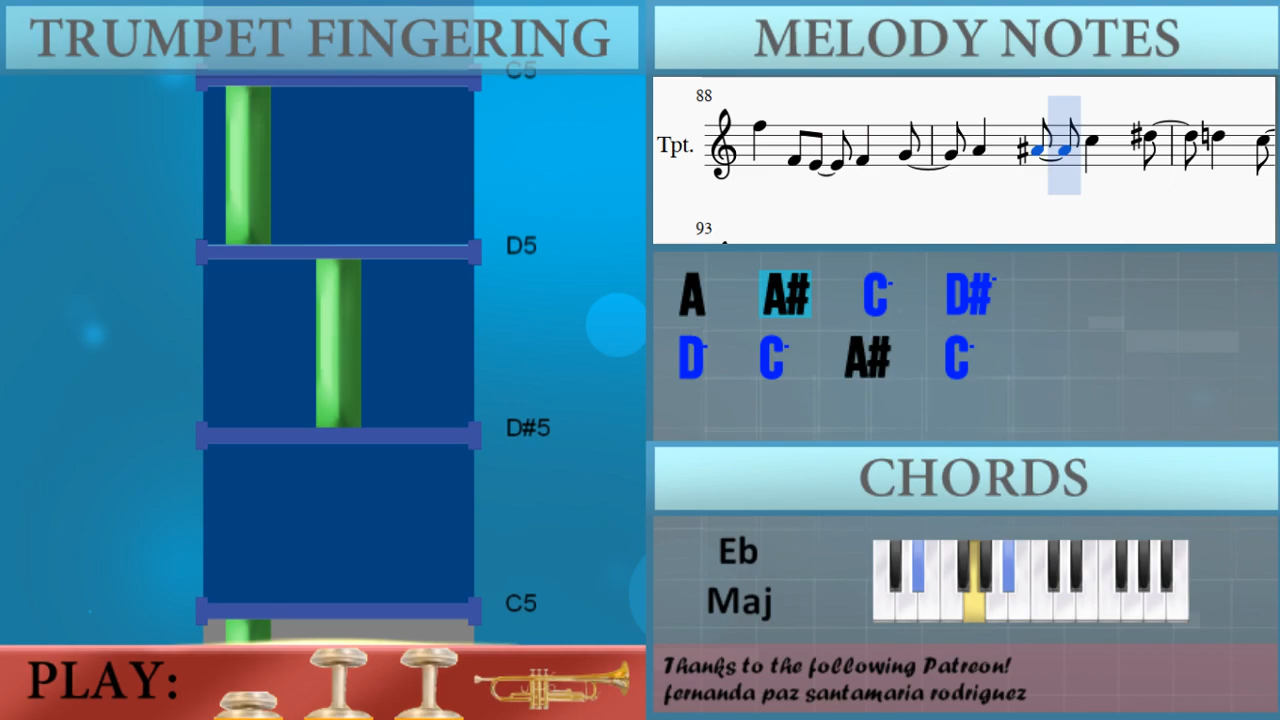 TRUMPET FINGERING
C5
D5
D#5
C5
PLAY:
MELODY NOTES
88
Tpt.
93
A A# C- D#-
D- C- A# C-
CHORDS
Eb
Maj
Thanks to the following Patreon!
fernanda paz santamaria rodriguez